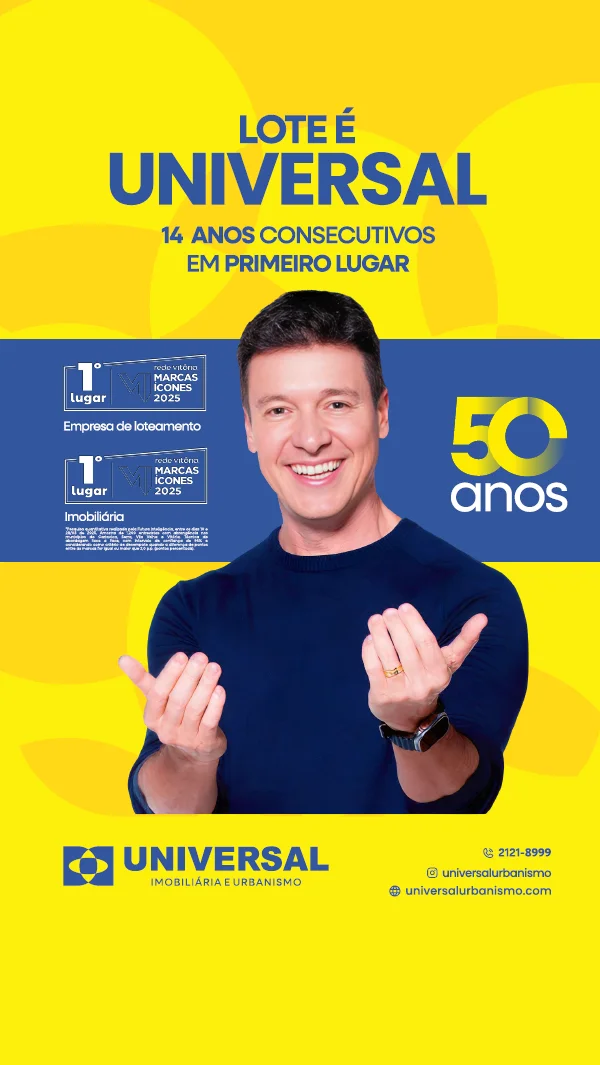 LOTE É
UNIVERSAL
14 ANOS CONSECUTIVOS
EM PRIMEIRO LUGAR
1º
lugar
rede vitória
MARCAS
ÍCONES
2025
Empresa de loteamento
1º
lugar
rede vitória
MARCAS
ÍCONES
2025
Imobiliária
50
anos
UNIVERSAL
IMOBILIÁRIA E URBANISMO
2121-8999
universalurbanismo
universalurbanismo.com